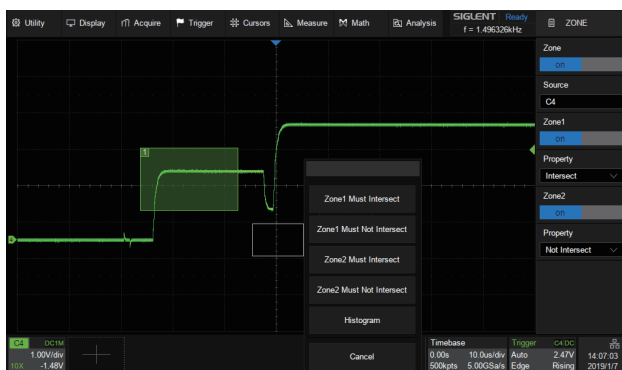 Utility Display Acquire Trigger Cursors Measure Math Analysis SIGLENT Ready ZONE
f = 1.496326kHz
Zone
on
Source
C4
Zone1
on
Property
Intersect
Zone2
on
Property
Not Intersect
1
4
Zone1 Must Intersect
Zone1 Must Not Intersect
Zone2 Must Intersect
Zone2 Must Not Intersect
Histogram
Cancel
C4 DC1M
1.00V/div
10X -1.48V
Timebase
0.00s 10.0us/div
500kpts 5.00GSa/s
Trigger C4 DC
Auto 2.47V
Edge Rising
14:07:03
2019/1/7